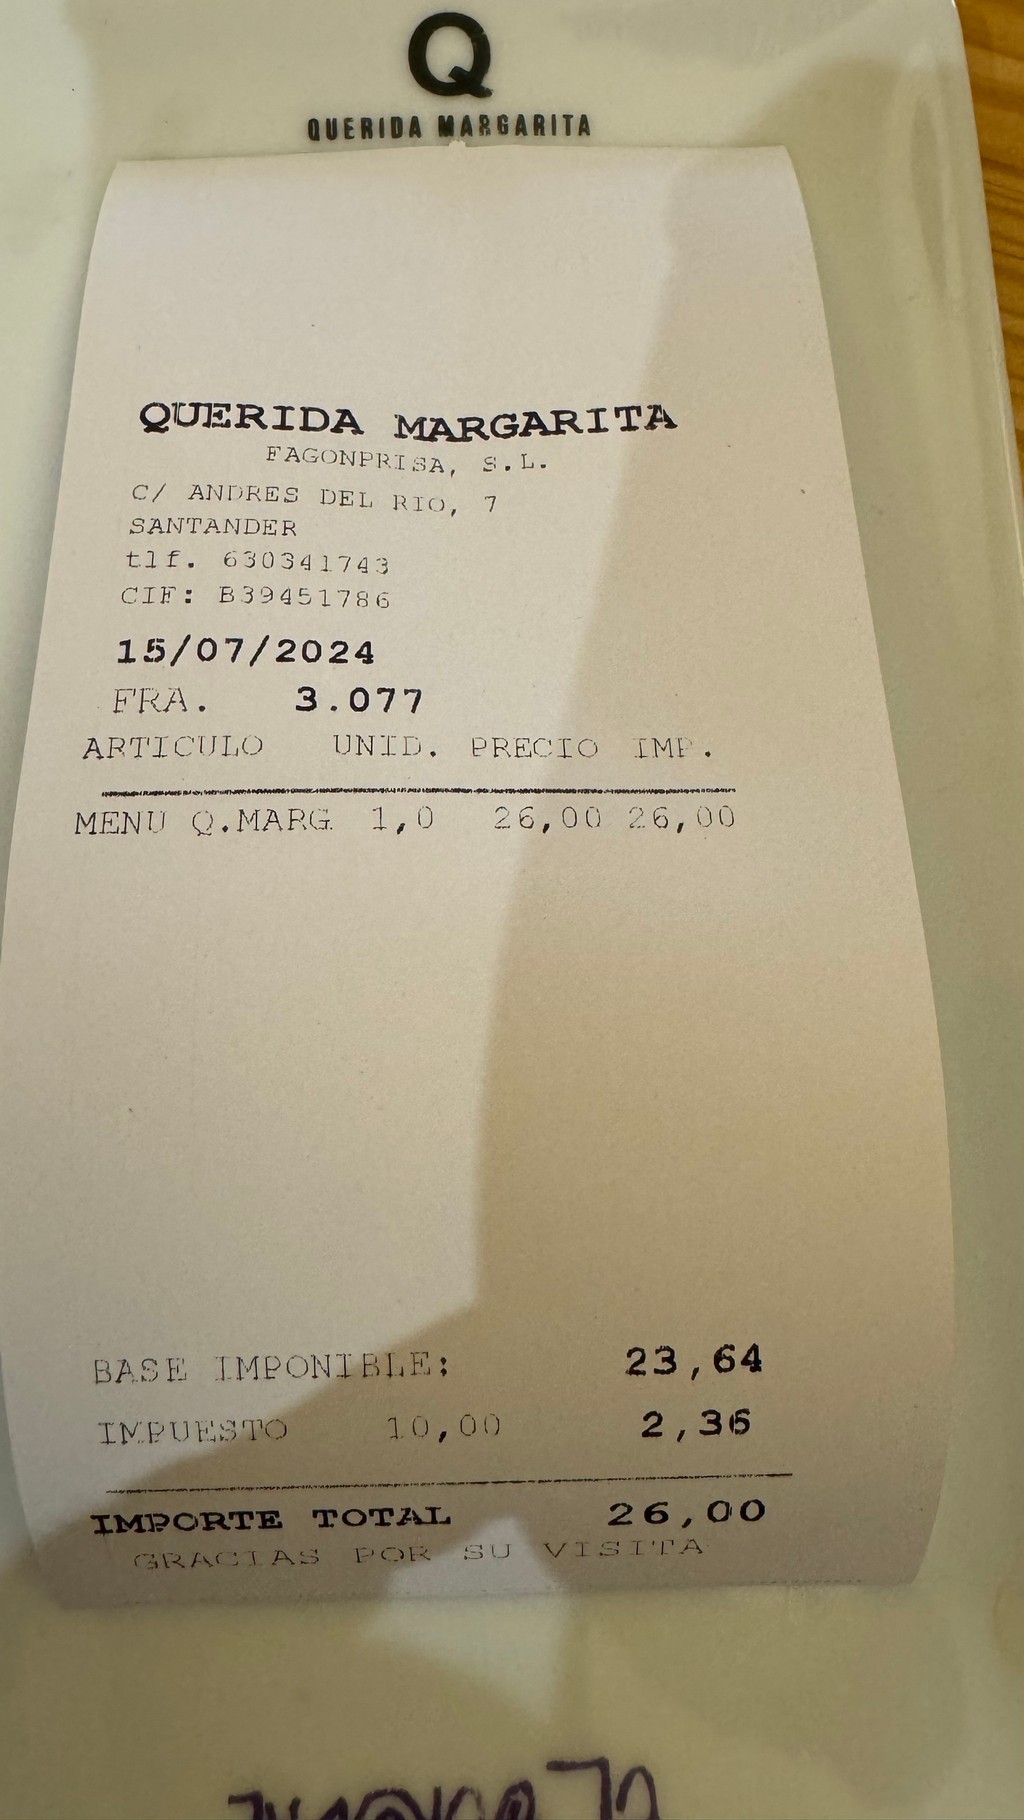 Q
QUERIDA MARGARITA
QUERIDA MARGARITA
FAGONPRISA, S.L.
C/ ANDRES DEL RIO, 7
SANTANDER
tlf. 630341743
CIF: B39451786
15/07/2024
FRA. 3.077
ARTICULO UNID. PRECIO IMP.
MENU Q.MARG 1,0 26,00 26,00
BASE IMPONIBLE: 23,64
IMPUESTO 10,00 2,36
IMPORTE TOTAL 26,00
GRACIAS POR SU VISITA